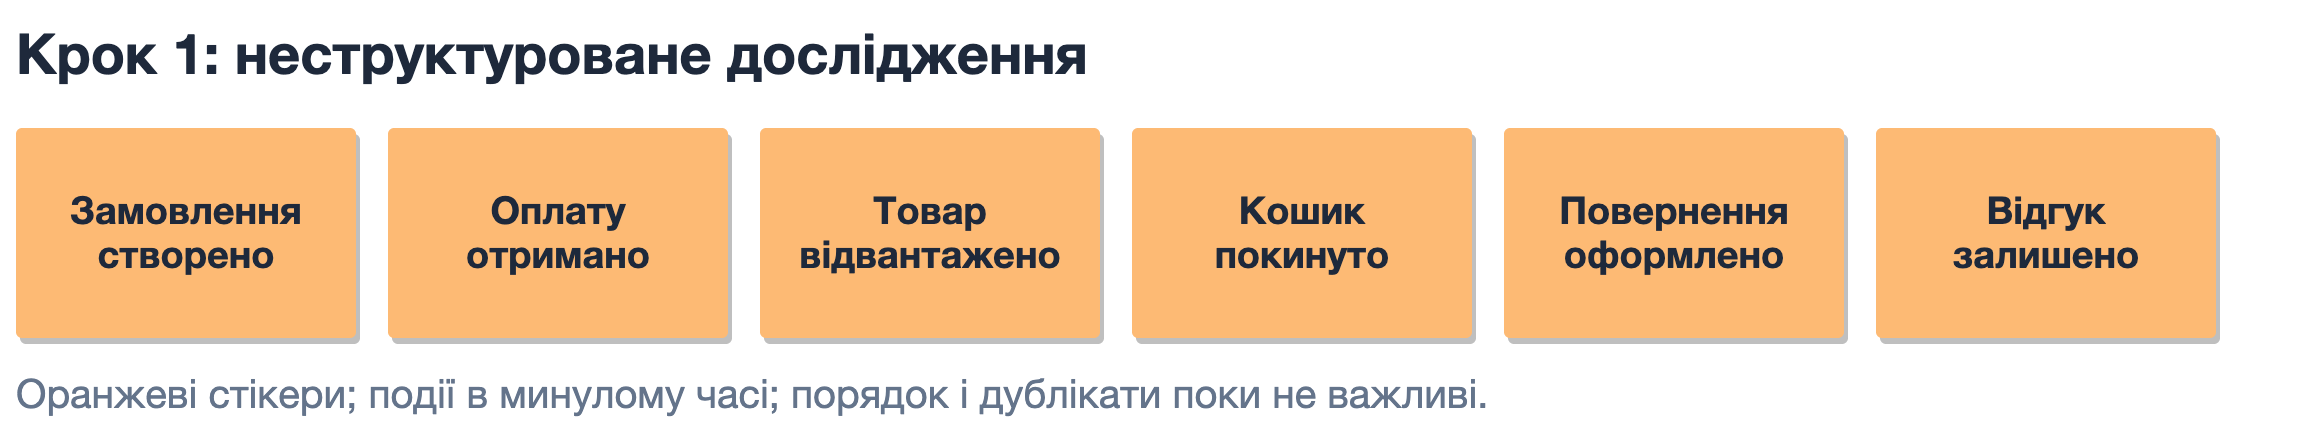 Крок 1: неструктуроване дослідження
Замовлення
створено
Оплату
отримано
Товар
відвантажено
Кошик
покинуто
Повернення
оформлено
Відгук
залишено
Оранжеві стікери; події в минулому часі; порядок і дублікати поки не важливі.